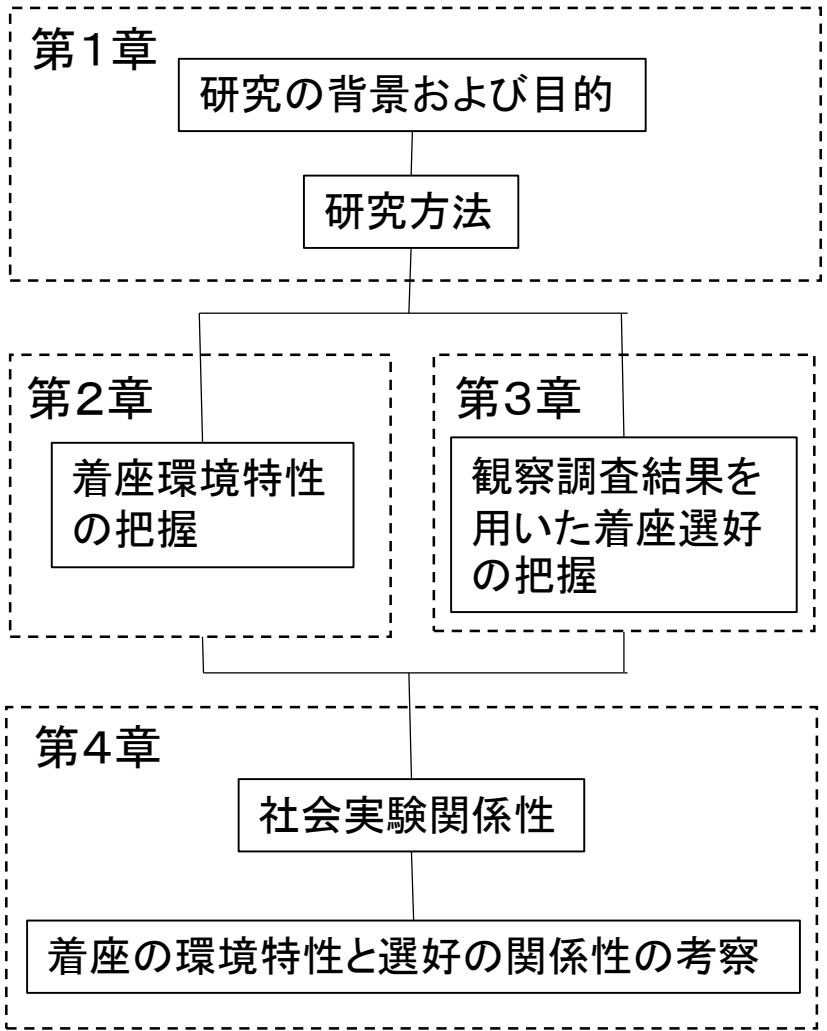 第１章
研究の背景および目的
研究方法
第２章
着座環境特性
の把握
第３章
観察調査結果を
用いた着座選好
の把握
第４章
社会実験関係性
着座の環境特性と選好の関係性の考察